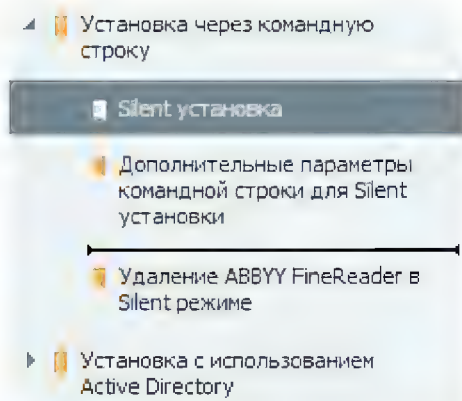 Установка через командную
строку
Silent установка
Дополнительные параметры
командной строки для Silent
установки
Удаление ABBYY FineReader в
Silent режиме
Установка с использованием
Active Directory